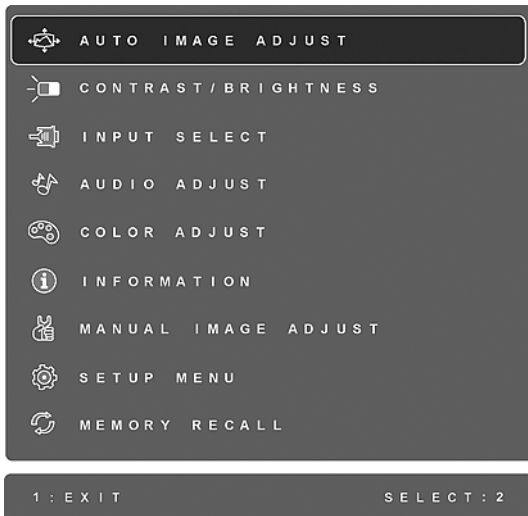 AUTO IMAGE ADJUST
CONTRAST/BRIGHTNESS
INPUT SELECT
AUDIO ADJUST
COLOR ADJUST
INFORMATION
MANUAL IMAGE ADJUST
SETUP MENU
MEMORY RECALL
1:EXIT SELECT:2